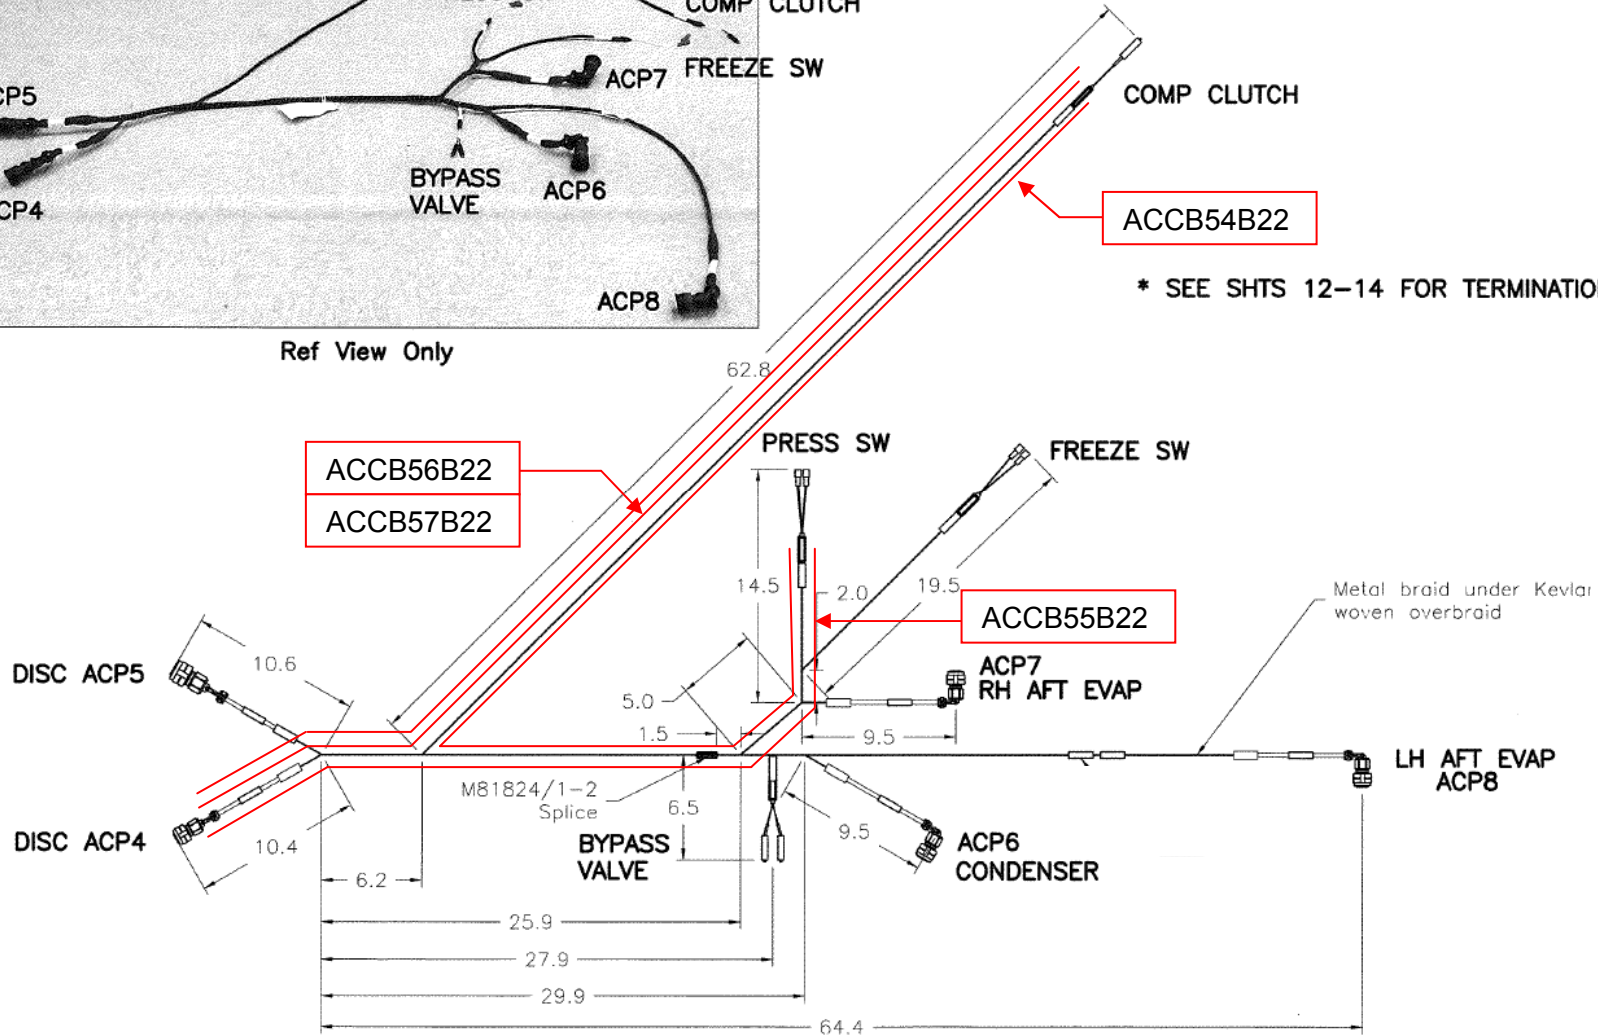 COMP CLUTCH
ACP7
FREEZE SW
BYPASS
VALVE
ACP6
ACP4
ACP8
Ref View Only
COMP CLUTCH
ACCB54B22
* SEE SHTS 12-14 FOR
62.8
PRESS SW
FREEZE SW
ACCB56B22
ACCB57B22
14.5
2.0
19.5
ACCB55B22
Metal braid under
woven overbraid
DISC ACP5
10.6
5.0
1.5
ACP7
RH AFT EVAP
9.5
M81824/1-2
Splice
6.5
LH AFT EVAP
ACP8
DISC ACP4
10.4
BYPASS
VALVE
9.5
ACP6
CONDENSER
6.2
25.9
27.9
29.9
64.4